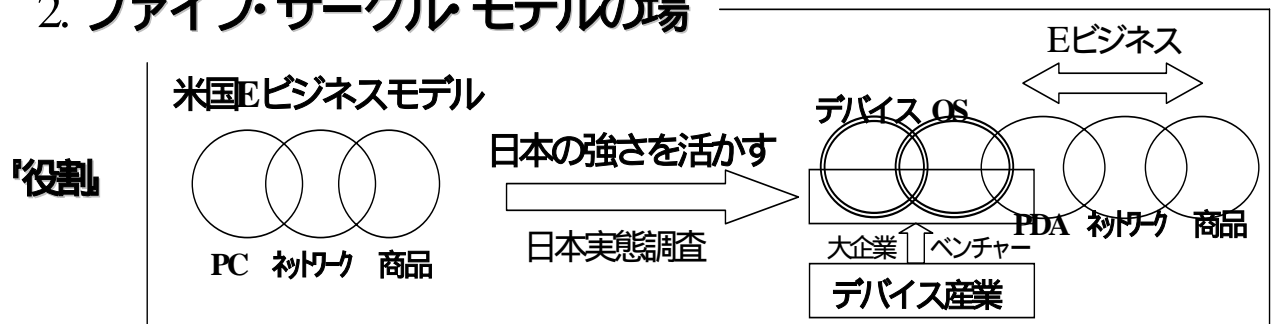 2. ファイブ・サークル・モデルの場
Eビジネス
米国Eビジネスモデル
デバイス OS
日本の強さを活かす
『役割』
PC ネットワーク 商品
日本実態調査
PDA ネットワーク 商品
大企業 ベンチャー
デバイス産業